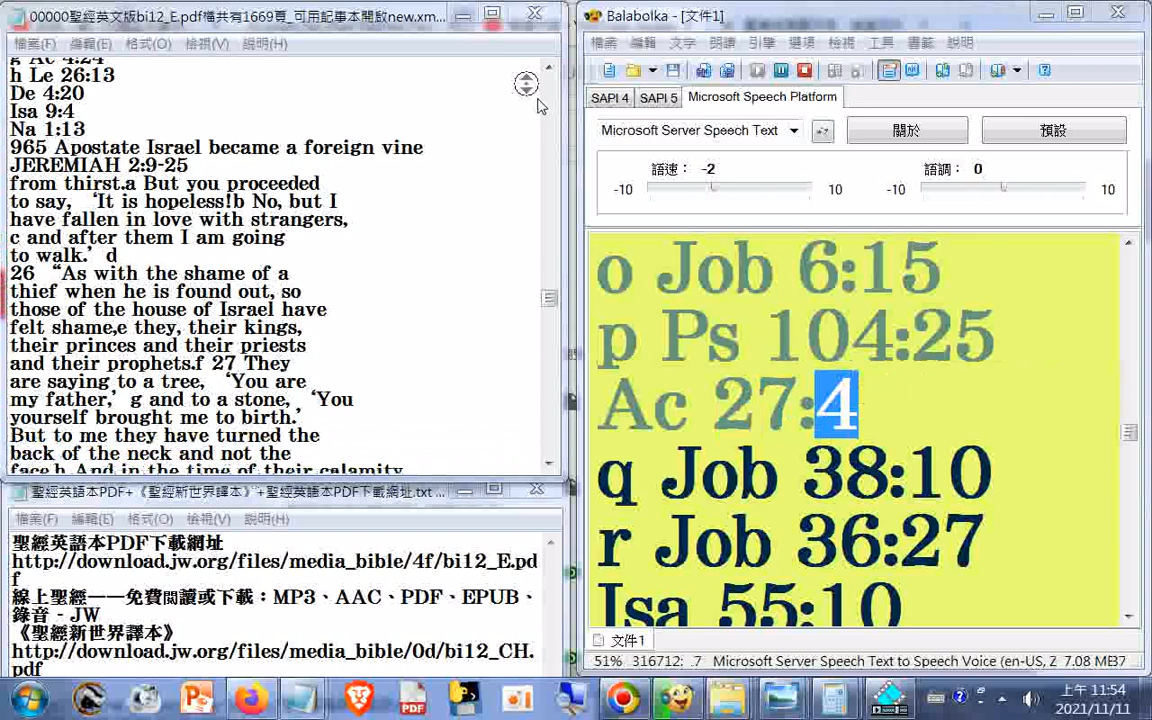 00000聖經英文版bi12_E.pdf檔共有1669頁_可用記事本開啟new.xm...
檔案(F) 編輯(E) 格式(O) 檢視(V) 說明(H)
g Ac 4:24
h Le 26:13
De 4:20
Isa 9:4
Na 1:13
965 Apostate Israel became a foreign vine
JEREMIAH 2:9-25
from thirst.a But you proceeded
to say, ‘It is hopeless!b No, but I
have fallen in love with strangers,
c and after them I am going
to walk.’ d
26 “As with the shame of a
thief when he is found out, so
those of the house of Israel have
felt shame,e they, their kings,
their princes and their priests
and their prophets.f 27 They
are saying to a tree, ‘You are
my father,’ g and to a stone, ‘You
yourself brought me to birth.’
But to me they have turned the
back of the neck and not the
face.h And in the time of their calamity
聖經英語本PDF+《聖經新世界譯本》+聖經英語本PDF下載網址.txt ...
檔案(F) 編輯(E) 格式(O) 檢視(V) 說明(H)
聖經英語本PDF下載網址
http://download.jw.org/files/media_bible/4f/bi12_E.pd
f
線上聖經——免費閱讀或下載：MP3、AAC、PDF、EPUB、
錄音 - JW
《聖經新世界譯本》
http://download.jw.org/files/media_bible/0d/bi12_CH.
pdf
Balabolka - [文件1]
檔案 編輯 文字 朗讀 引擎 選項 檢視 工具 書籤 說明
SAPI 4 SAPI 5 Microsoft Speech Platform
Microsoft Server Speech Text 關於 預設
語速： -2 語調： 0
-10 10 -10 10
o Job 6:15
p Ps 104:25
Ac 27:4
q Job 38:10
r Job 36:27
Isa 55:10
文件1
51% 316712: .7 Microsoft Server Speech Text to Speech Voice (en-US, Z 7.08 MB37
PDF
上午 11:54
2021/11/11